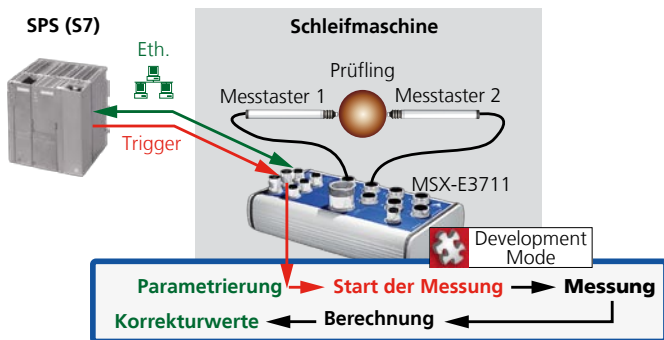 SPS (S7)
Schleifmaschine
Eth.
Prüfling
Messtaster 1
Messtaster 2
Trigger
MSX-E3711
Development
Mode
Parametrierung
Start der Messung
Messung
Korrekturwerte
Berechnung